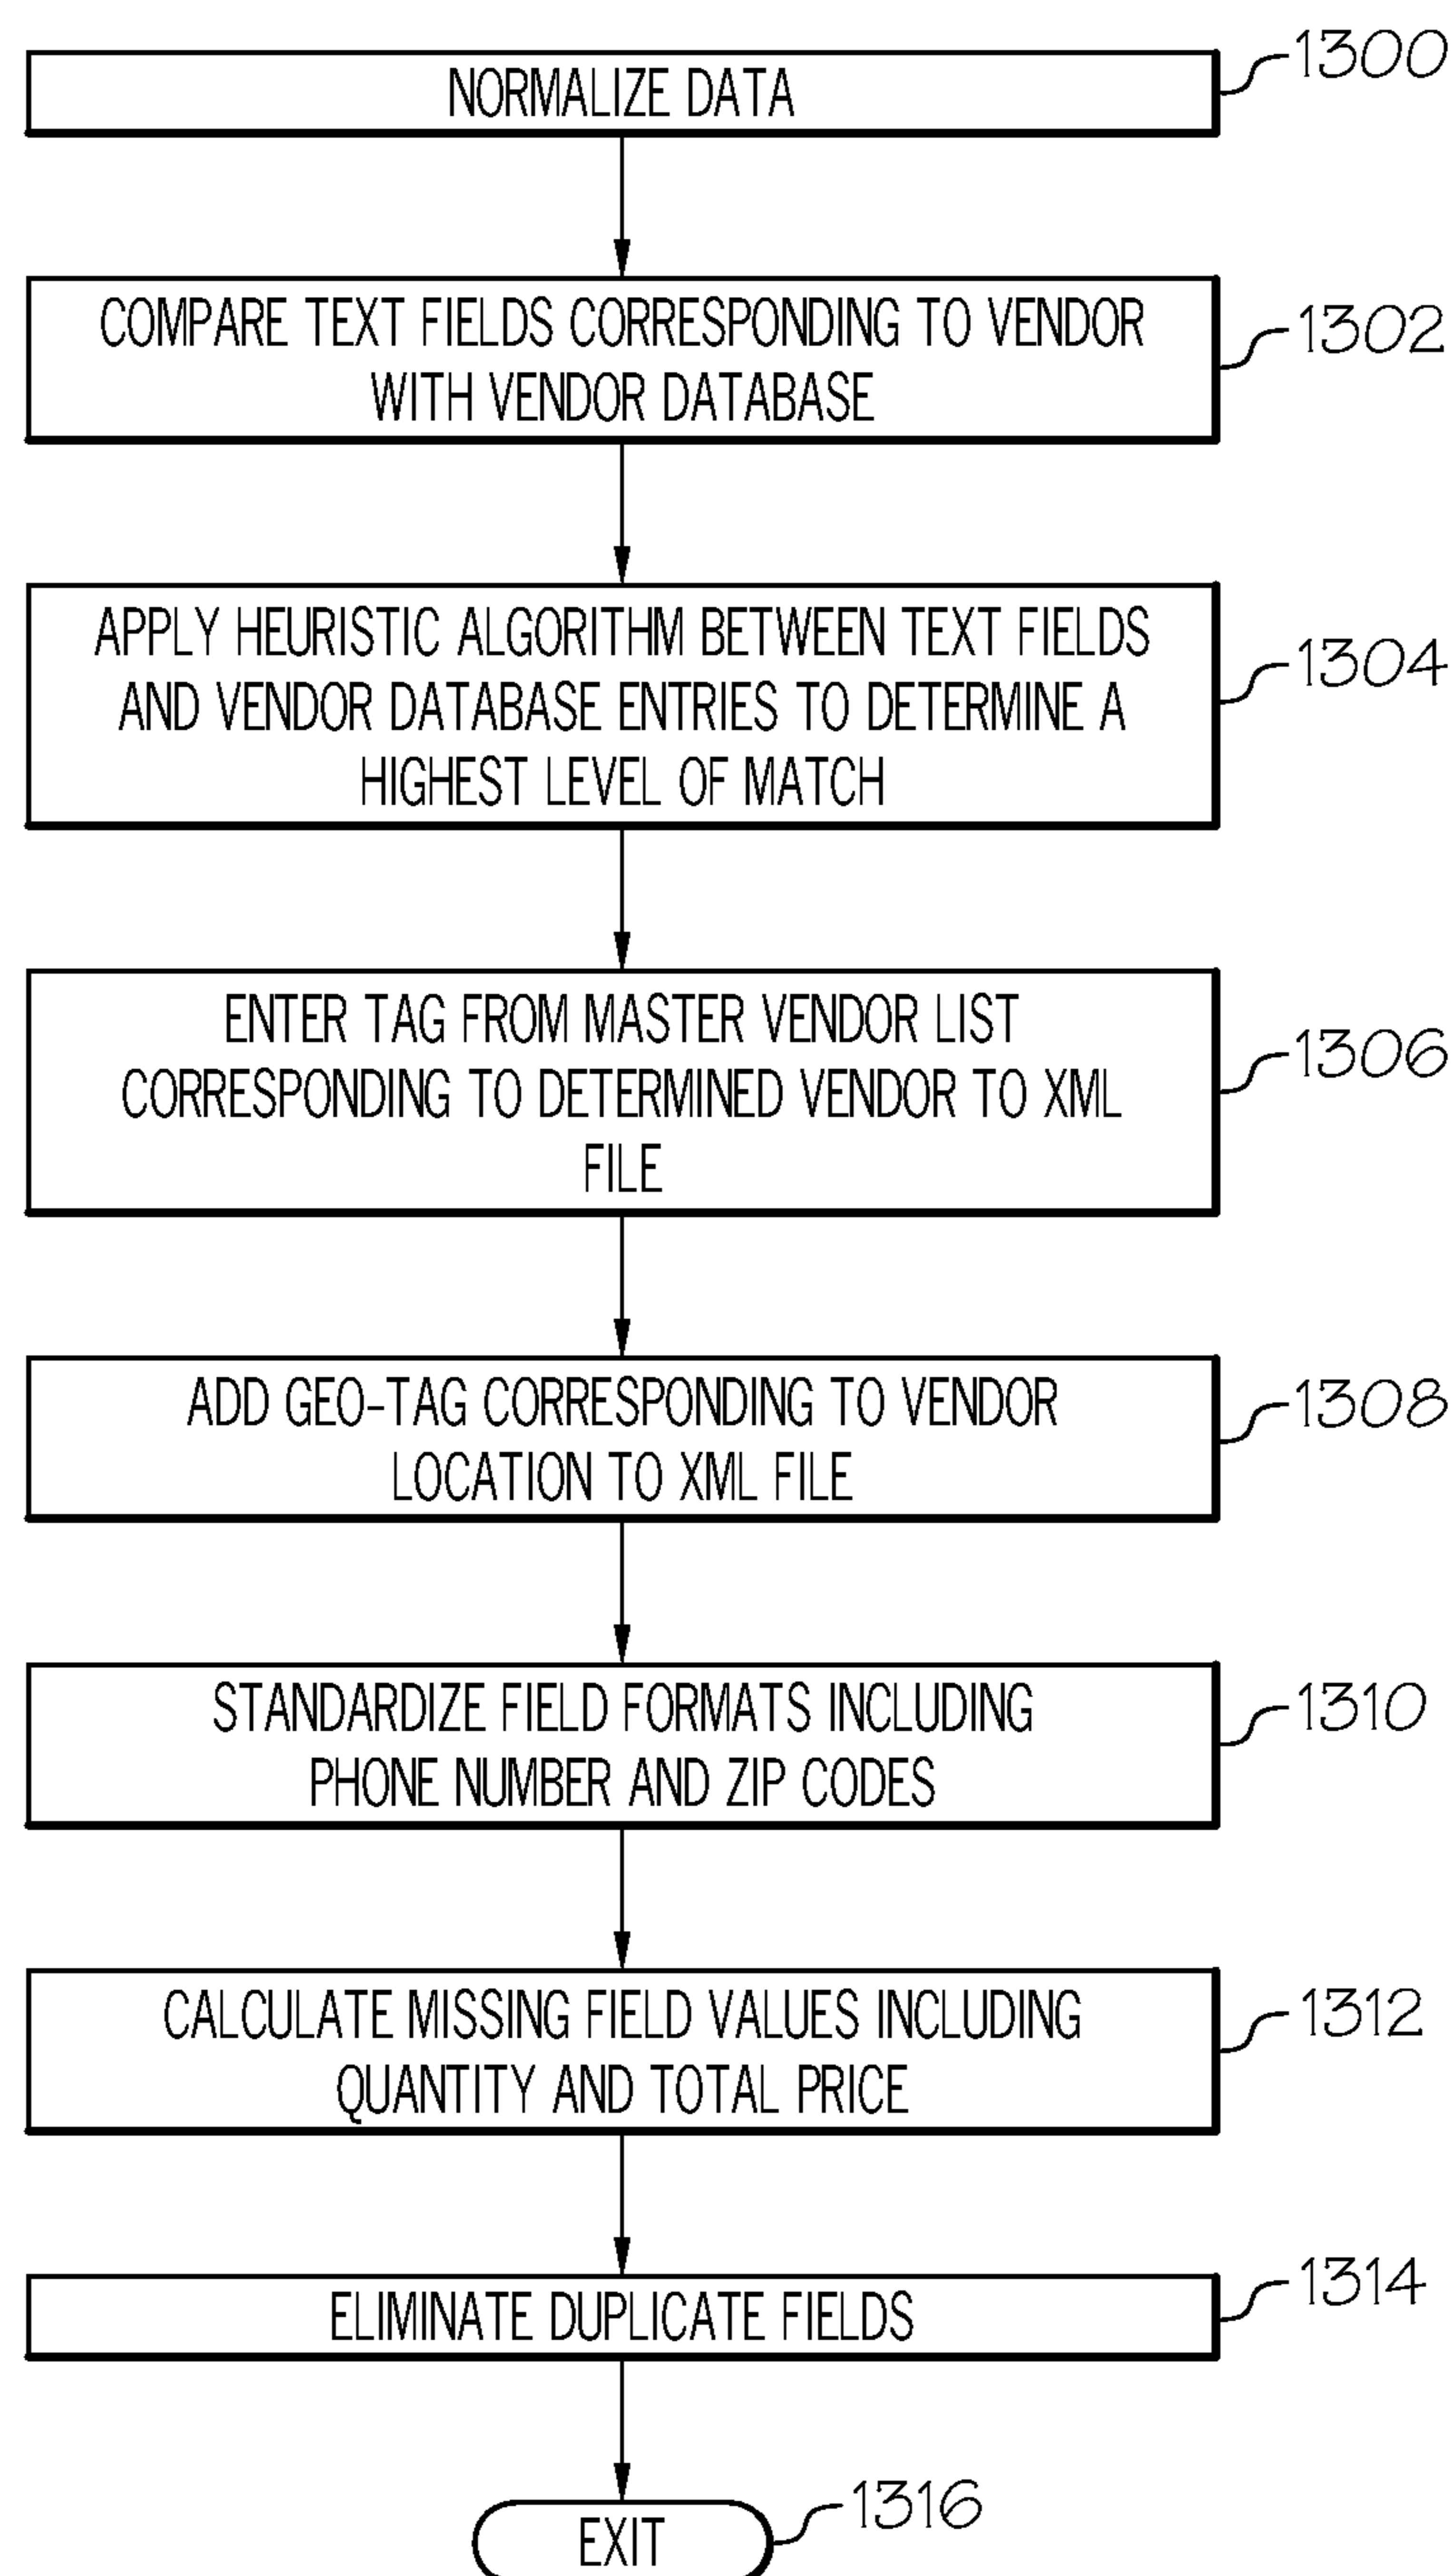 NORMALIZE DATA
1300
COMPARE TEXT FIELDS CORRESPONDING TO VENDOR
WITH VENDOR DATABASE
1302
APPLY HEURISTIC ALGORITHM BETWEEN TEXT FIELDS
AND VENDOR DATABASE ENTRIES TO DETERMINE A
HIGHEST LEVEL OF MATCH
1304
ENTER TAG FROM MASTER VENDOR LIST
CORRESPONDING TO DETERMINED VENDOR TO XML
FILE
1306
ADD GEO-TAG CORRESPONDING TO VENDOR
LOCATION TO XML FILE
1308
STANDARDIZE FIELD FORMATS INCLUDING
PHONE NUMBER AND ZIP CODES
1310
CALCULATE MISSING FIELD VALUES INCLUDING
QUANTITY AND TOTAL PRICE
1312
ELIMINATE DUPLICATE FIELDS
1314
EXIT
1316